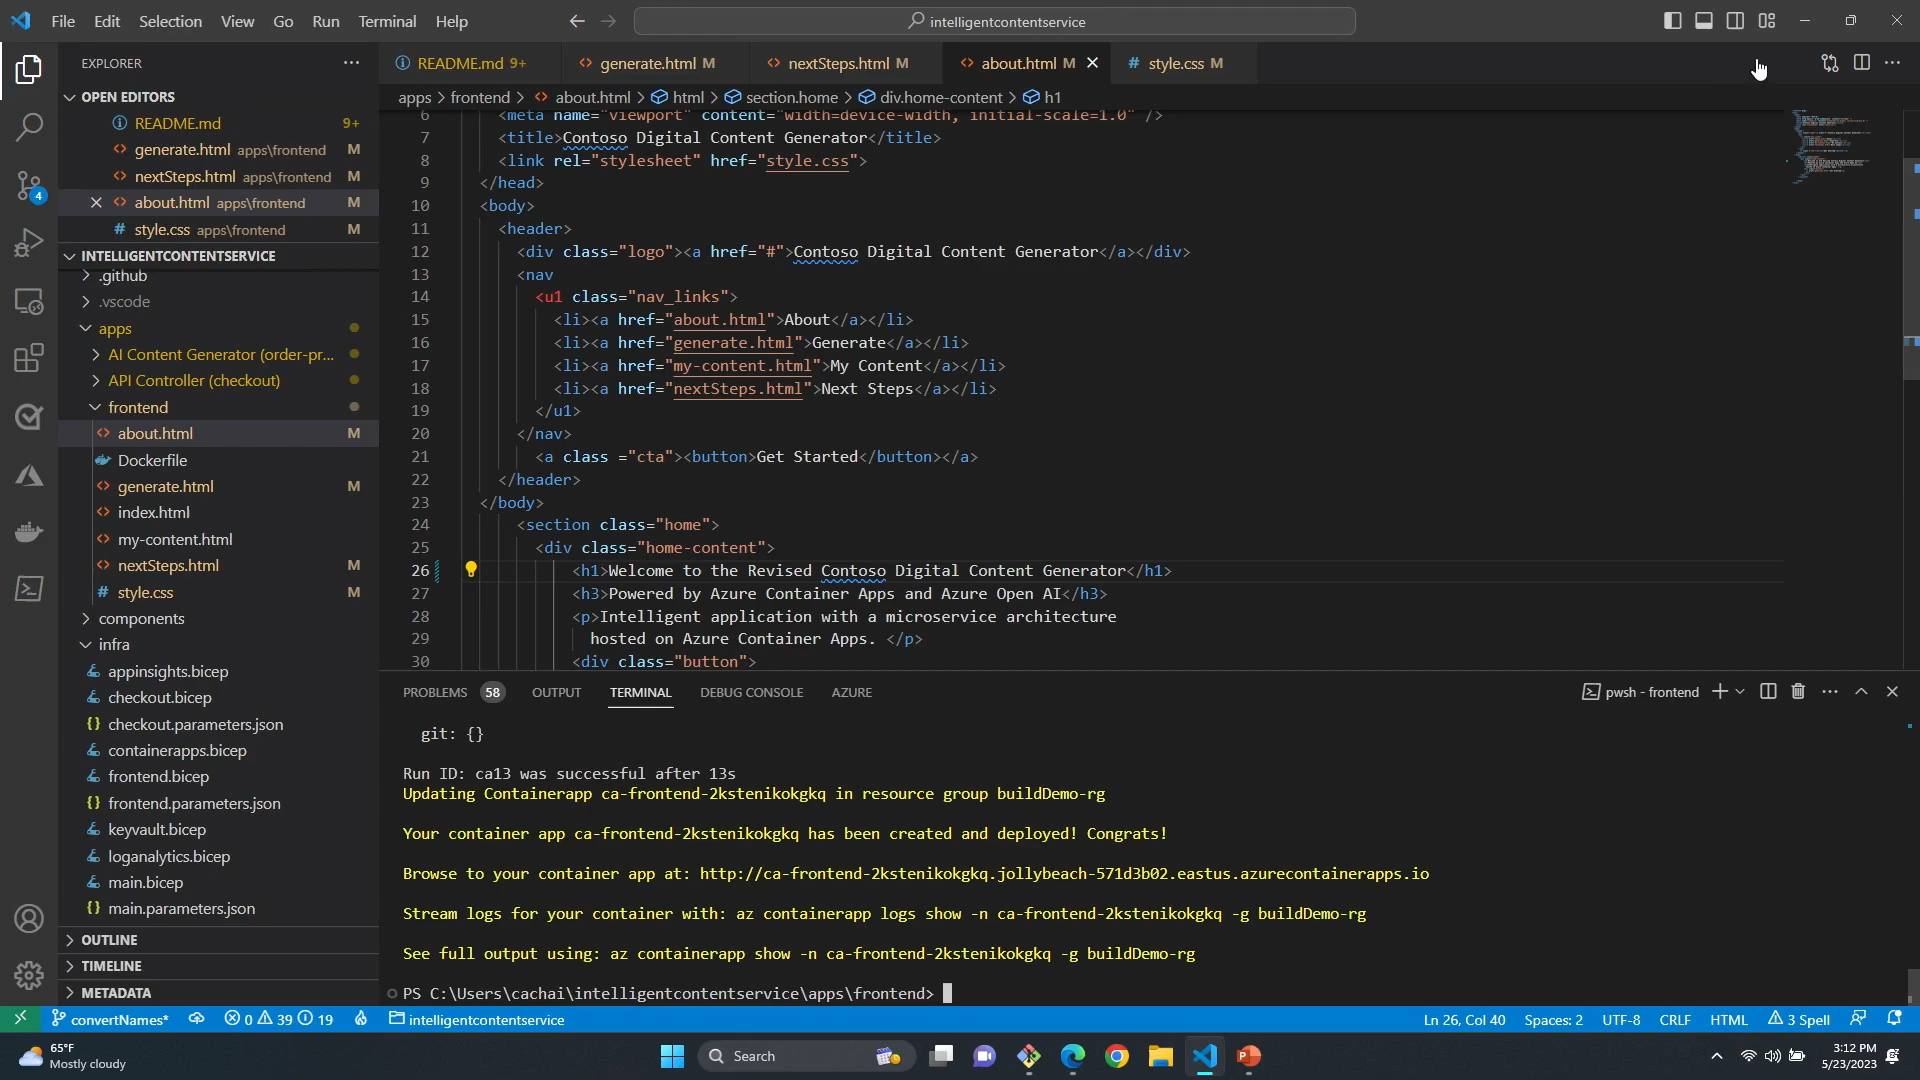 File Edit Selection View Go Run Terminal Help
intelligentcontentservice
EXPLORER
OPEN EDITORS
README.md 9+
generate.html apps\frontend M
nextSteps.html apps\frontend M
about.html apps\frontend M
style.css apps\frontend M
INTELLIGENTCONTENTSERVICE
.github
.vscode
apps
AI Content Generator (order-pr...
API Controller (checkout)
frontend
about.html M
Dockerfile
generate.html M
index.html
my-content.html
nextSteps.html M
style.css M
components
infra
appinsights.bicep
checkout.bicep
checkout.parameters.json
containerapps.bicep
frontend.bicep
frontend.parameters.json
keyvault.bicep
loganalytics.bicep
main.bicep
main.parameters.json
OUTLINE
TIMELINE
METADATA
4
README.md 9+ generate.html M nextSteps.html M about.html M style.css M
apps > frontend > about.html > html > section.home > div.home-content > h1
6 <meta name="viewport" content="width=device-width, initial-scale=1.0" />
7 <title>Contoso Digital Content Generator</title>
8 <link rel="stylesheet" href="style.css">
9 </head>
10 <body>
11 <header>
12 <div class="logo"><a href="#">Contoso Digital Content Generator</a></div>
13 <nav
14 <u1 class="nav_links">
15 <li><a href="about.html">About</a></li>
16 <li><a href="generate.html">Generate</a></li>
17 <li><a href="my-content.html">My Content</a></li>
18 <li><a href="nextSteps.html">Next Steps</a></li>
19 </u1>
20 </nav>
21 <a class ="cta"><button>Get Started</button></a>
22 </header>
23 </body>
24 <section class="home">
25 <div class="home-content">
26 <h1>Welcome to the Revised Contoso Digital Content Generator</h1>
27 <h3>Powered by Azure Container Apps and Azure Open AI</h3>
28 <p>Intelligent application with a microservice architecture
29 hosted on Azure Container Apps. </p>
30 <div class="button">
PROBLEMS 58 OUTPUT TERMINAL DEBUG CONSOLE AZURE
pwsh - frontend
git: {}
Run ID: ca13 was successful after 13s
Updating Containerapp ca-frontend-2kstenikokgkq in resource group buildDemo-rg
Your container app ca-frontend-2kstenikokgkq has been created and deployed! Congrats!
Browse to your container app at: http://ca-frontend-2kstenikokgkq.jollybeach-571d3b02.eastus.azurecontainerapps.io
Stream logs for your container with: az containerapp logs show -n ca-frontend-2kstenikokgkq -g buildDemo-rg
See full output using: az containerapp show -n ca-frontend-2kstenikokgkq -g buildDemo-rg
PS C:\Users\cachai\intelligentcontentservice\apps\frontend>
convertNames* 0 39 19 intelligentcontentservice
Ln 26, Col 40 Spaces: 2 UTF-8 CRLF HTML 3 Spell
65°F
Mostly cloudy
Search
3:12 PM
5/23/2023